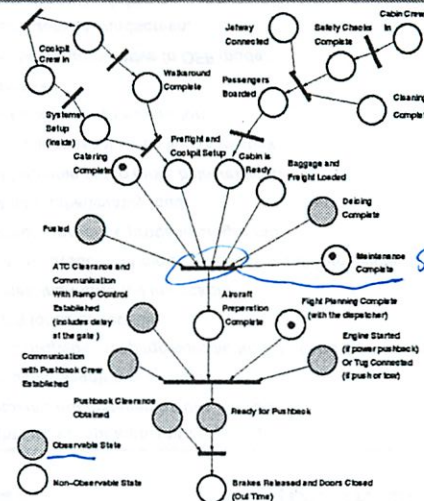 Jetway
Connected
Safety Checks
Complete
Cabin Crew
In
Cockpit
Crew In
Walkaround
Complete
Passengers
Boarded
Cleaning
Complete
Systems
Setup
(Inside)
Catering
Complete
Preflight and
Cockpit Setup
Cabin is
Ready
Baggage and
Freight Loaded
Deicing
Complete
Fueled
Maintenance
Complete
ATC Clearance and
Communication
With Ramp Control
Established
(includes delay
at the gate)
Aircraft
Preparation
Complete
Flight Planning Complete
(with the dispatcher)
Communication
with Pushback Crew
Established
Engine Started
(if power pushback)
Or Tug Connected
(if push or tow)
Pushback Clearance
Obtained
Ready for Pushback
Observable State
Non-Observable State
Brakes Released and Doors Closed
(Out Time)